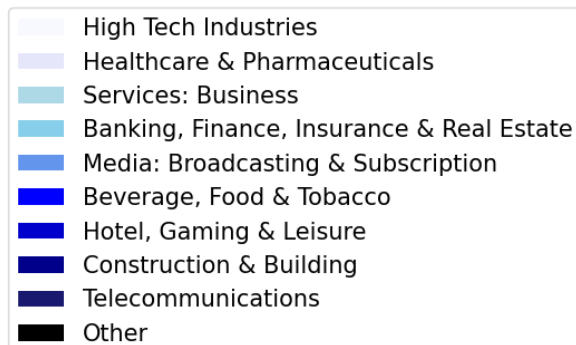 High Tech Industries
Healthcare & Pharmaceuticals
Services: Business
Banking, Finance, Insurance & Real Estate
Media: Broadcasting & Subscription
Beverage, Food & Tobacco
Hotel, Gaming & Leisure
Construction & Building
Telecommunications
Other